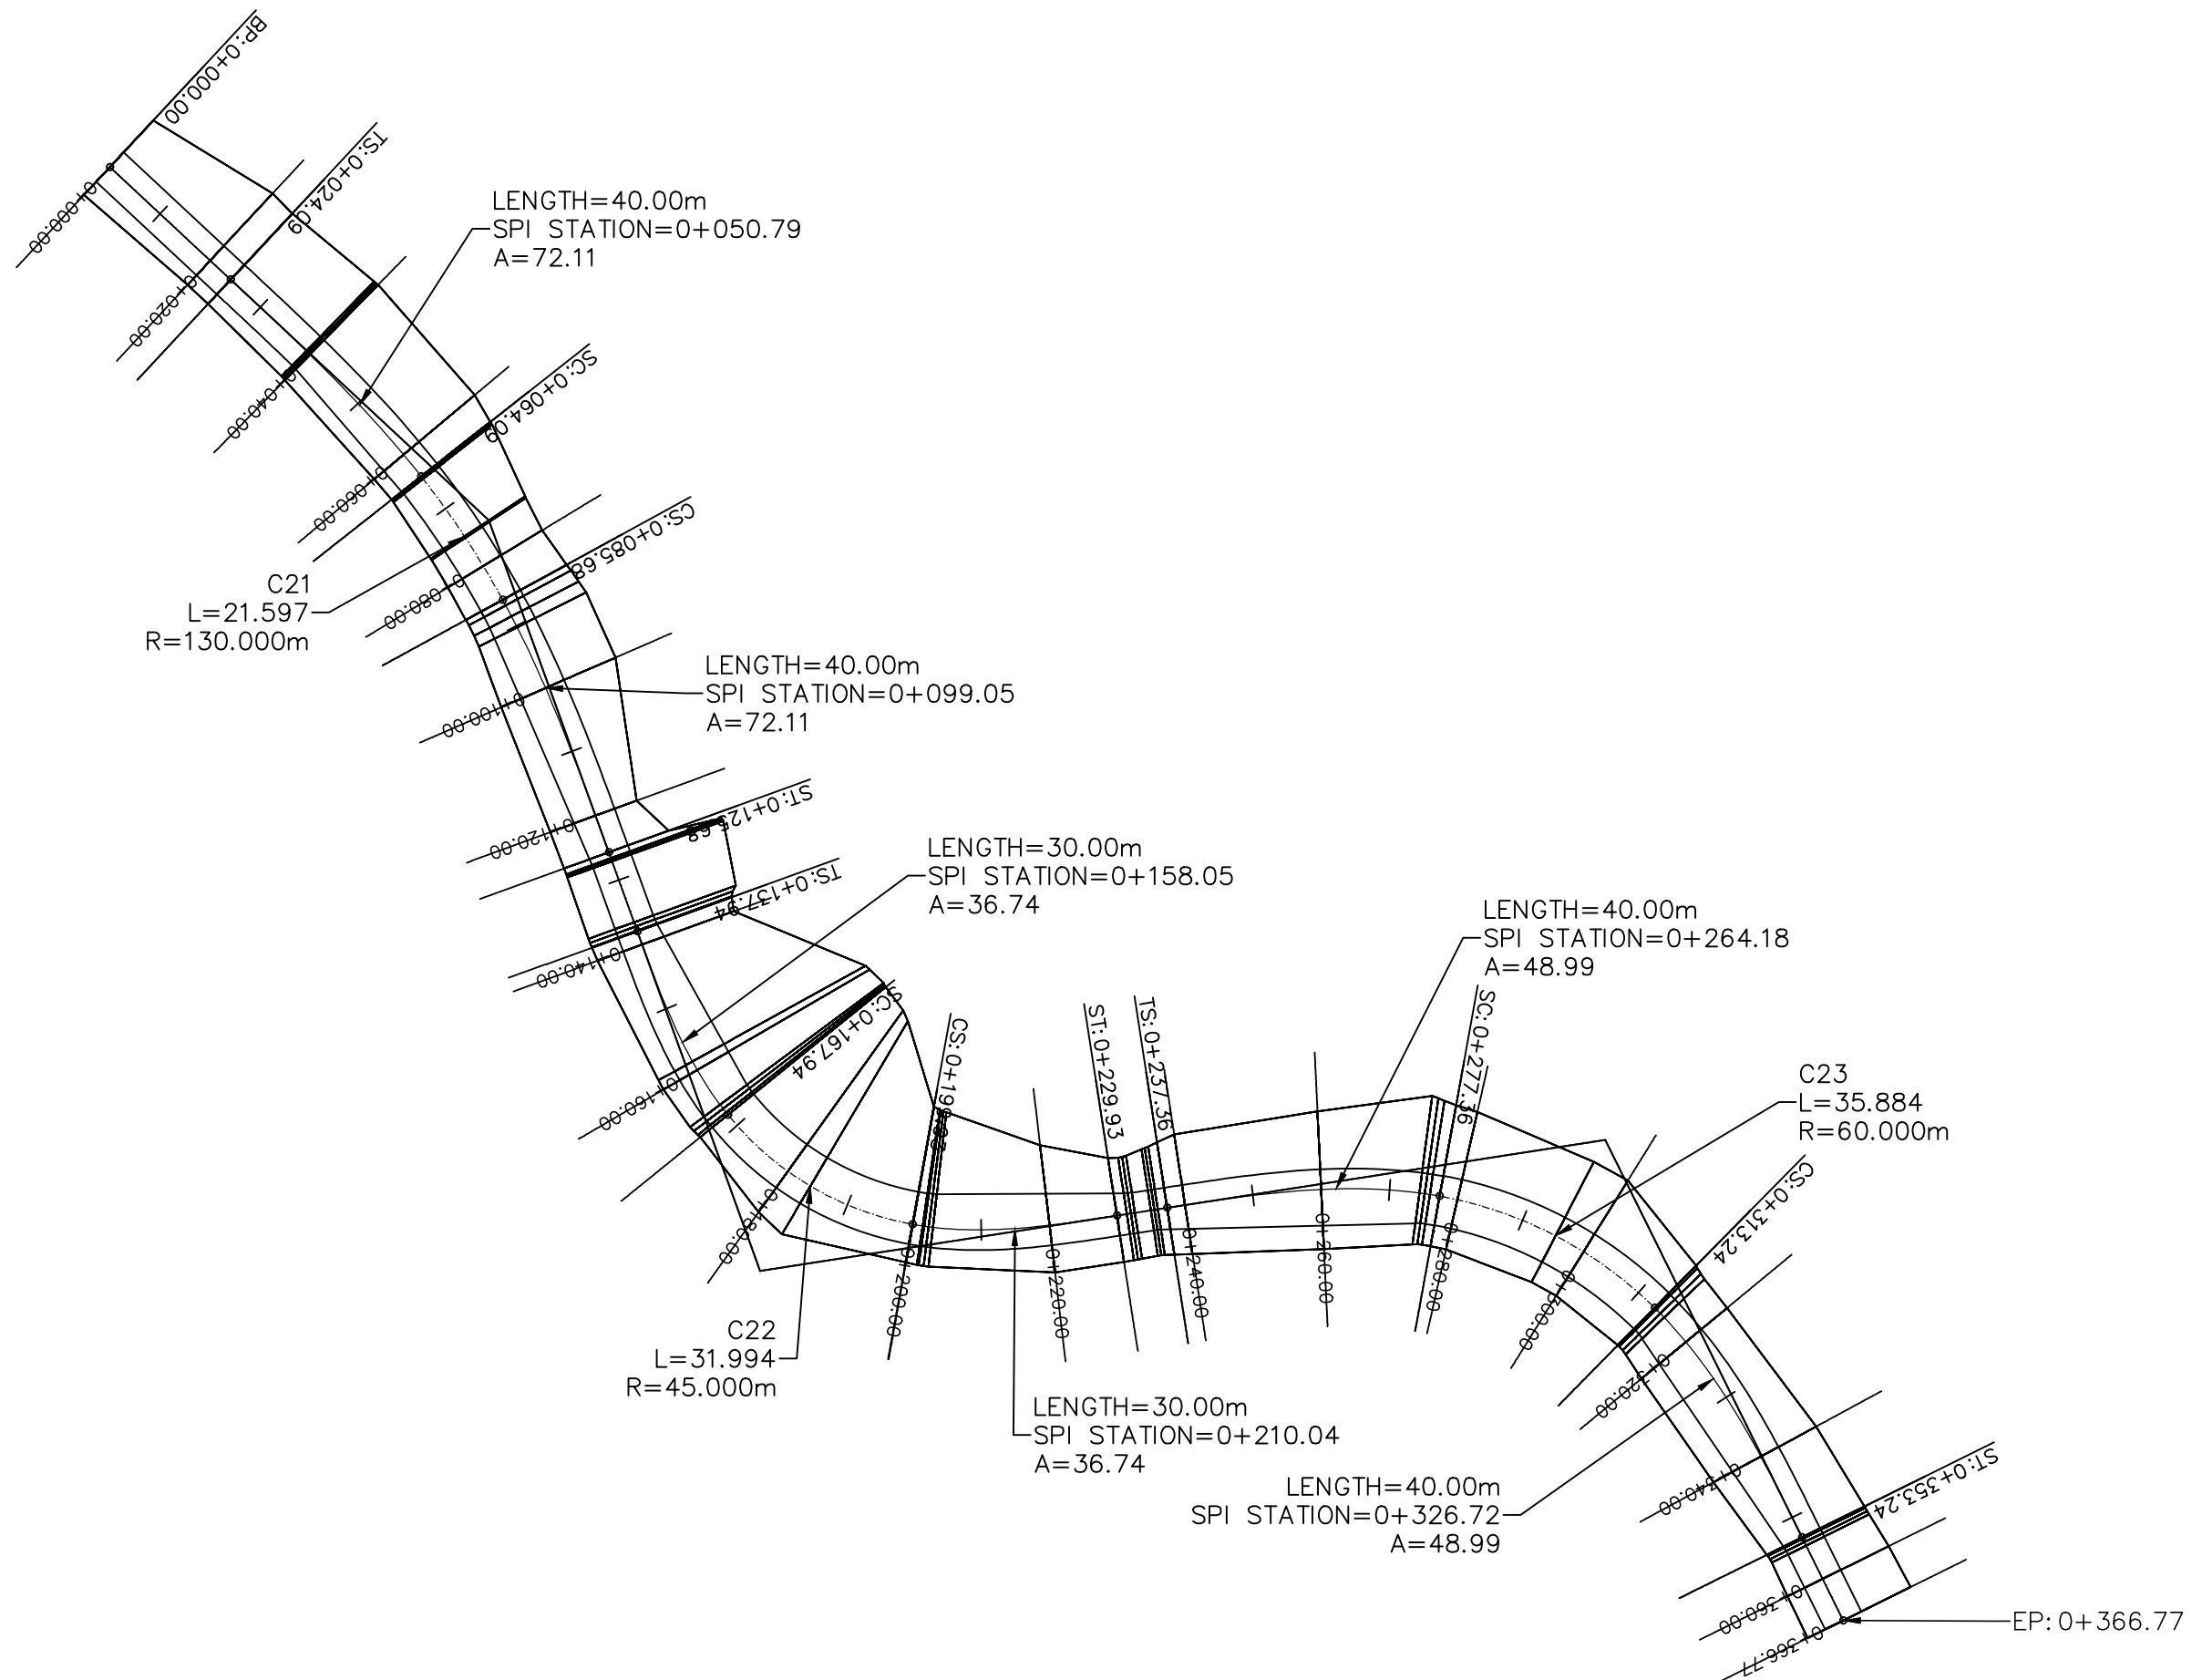 BP:0+000.00
0+000.00
TS:0+024.09
0+020.00
LENGTH=40.00m
SPI STATION=0+050.79
A=72.11
0+040.00
SC:0+064.09
0+060.00
CS:0+085.68
C21
L=21.597
R=130.000m
0+080.00
LENGTH=40.00m
SPI STATION=0+099.05
A=72.11
0+100.00
ST:0+125.68
0+120.00
LENGTH=30.00m
SPI STATION=0+158.05
A=36.74
TS:0+137.94
0+140.00
SC:0+167.94
0+160.00
LENGTH=40.00m
SPI STATION=0+264.18
A=48.99
ST:0+229.93
TS:0+237.36
SC:0+277.36
C23
L=35.884
R=60.000m
CS:0+313.24
0+180.00
0+200.00
0+220.00
0+240.00
0+260.00
0+280.00
0+300.00
C22
L=31.994
R=45.000m
0+320.00
LENGTH=30.00m
SPI STATION=0+210.04
A=36.74
LENGTH=40.00m
SPI STATION=0+326.72
A=48.99
0+340.00
ST:0+353.24
0+360.00
EP:0+366.77
0+366.77